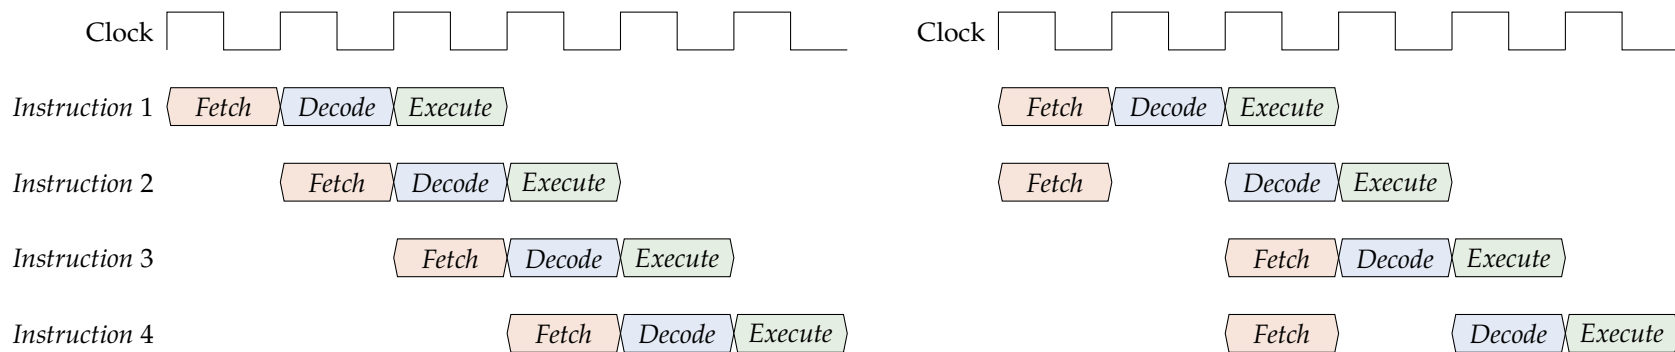 Clock Clock
Instruction 1 Fetch Decode Execute Fetch Decode Execute
Instruction 2 Fetch Decode Execute Fetch Decode Execute
Instruction 3 Fetch Decode Execute Fetch Decode Execute
Instruction 4 Fetch Decode Execute Fetch Decode Execute